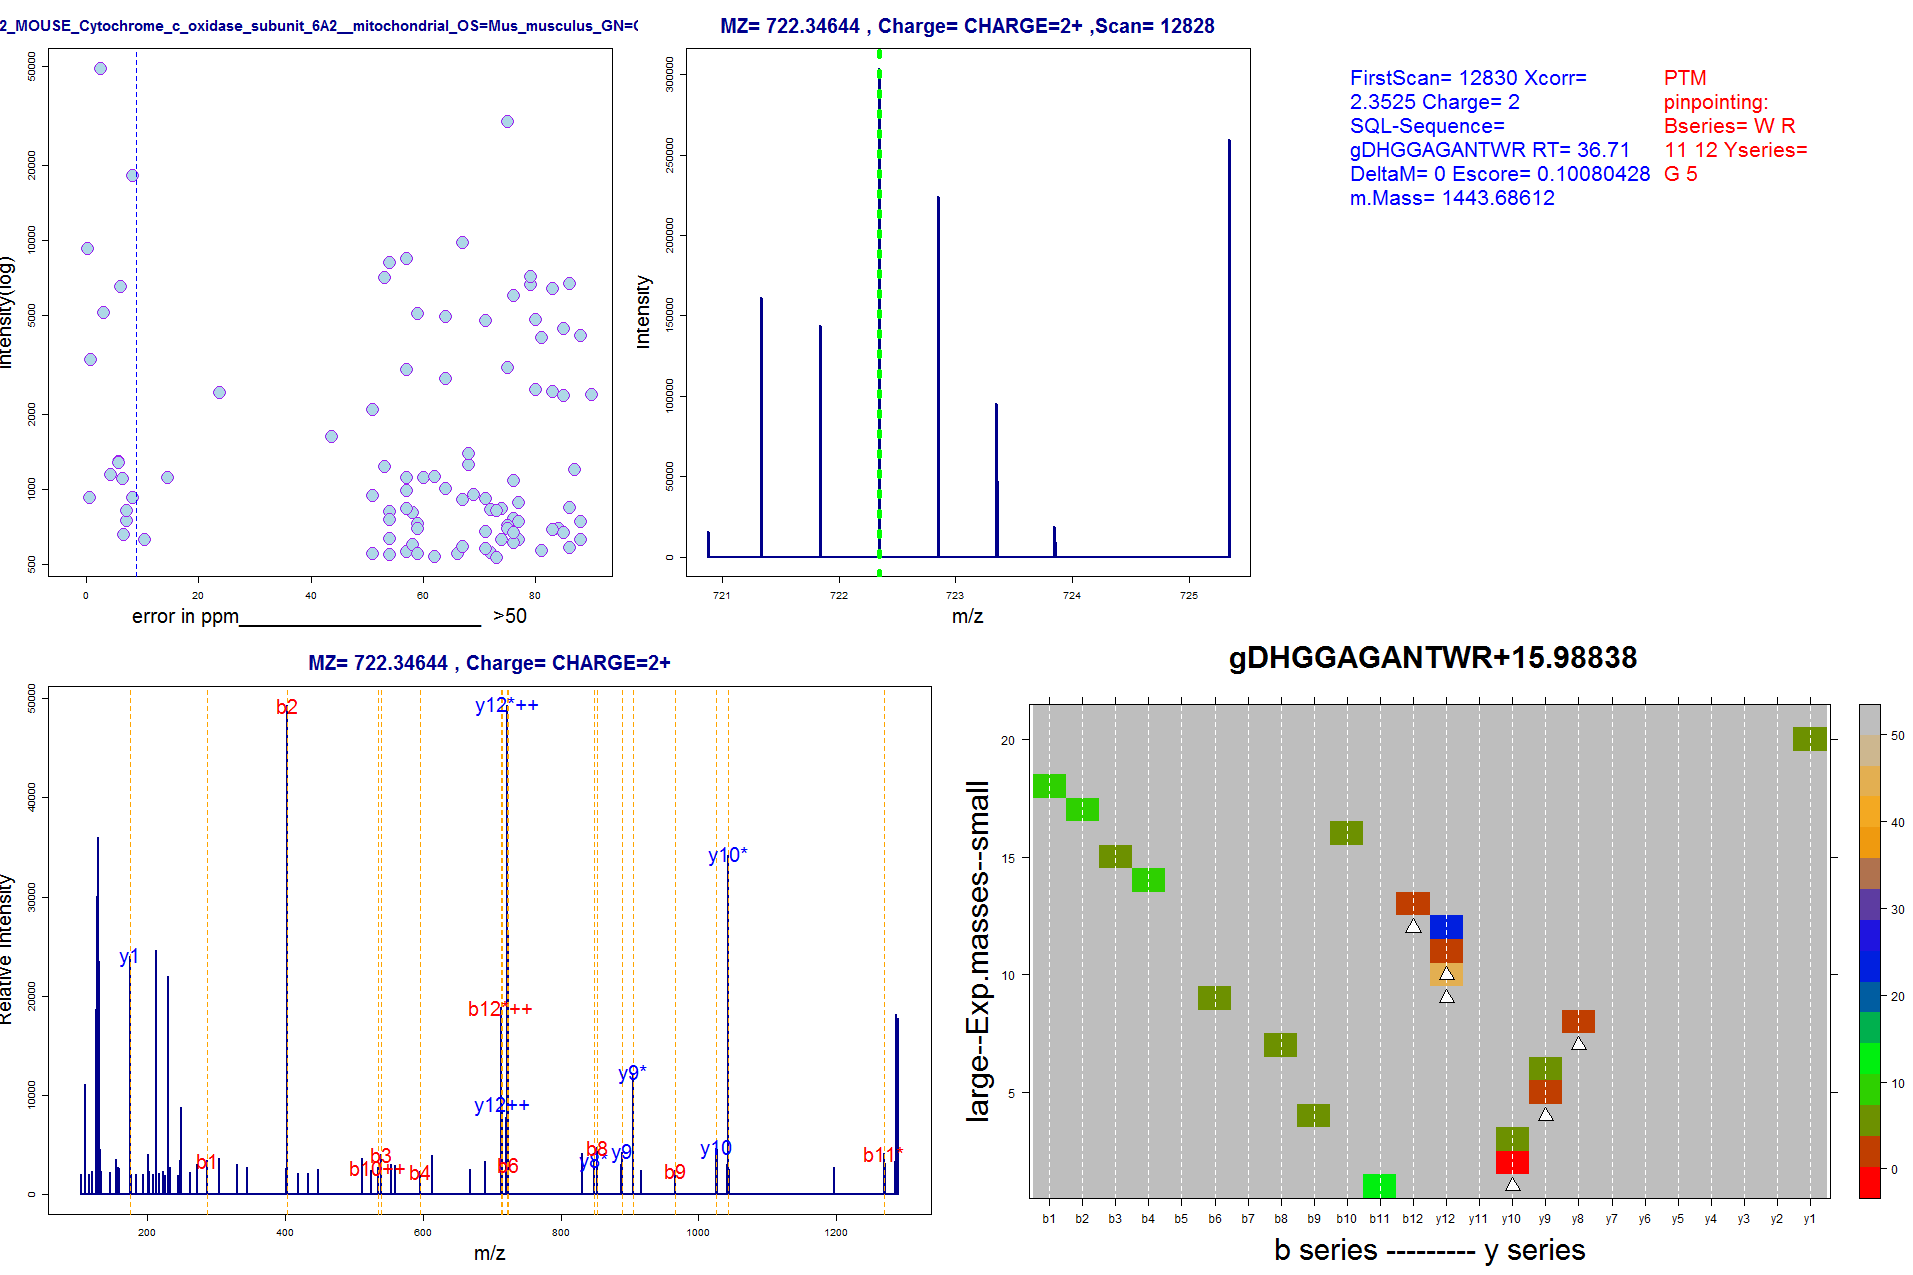 2_MOUSE_Cytochrome_c_oxidase_subunit_6A2__mitochondrial_OS=Mus_musculus_GN=C
50000
20000
10000
5000
2000
1000
500
Intensity(log)
0 20 40 60 80
error in ppm______________________ >50
MZ= 722.34644 , Charge= CHARGE=2+ ,Scan= 12828
300000
250000
200000
150000
100000
50000
0
Intensity
721 722 723 724 725
m/z
FirstScan= 12830 Xcorr=
2.3525 Charge= 2
SQL-Sequence=
gDHGGAGANTWR RT= 36.71
DeltaM= 0 Escore= 0.10080428
m.Mass= 1443.68612
PTM
pinpointing:
Bseries= W R
11 12 Yseries=
G 5
MZ= 722.34644 , Charge= CHARGE=2+
50000
40000
30000
20000
10000
0
Relative Intensity
b2
y12*++
y10*
y1
b12*++
y9*
y12++
b1
b3
b10++
b4
b6
b8
y8*
y9
b9
y10
b11*
200 400 600 800 1000 1200
m/z
gDHGGAGANTWR+15.98838
20
15
10
5
large--Exp.masses--small
b1 b2 b3 b4 b5 b6 b7 b8 b9 b10 b11 b12 y12 y11 y10 y9 y8 y7 y6 y5 y4 y3 y2 y1
b series --------- y series
50
40
30
20
10
0